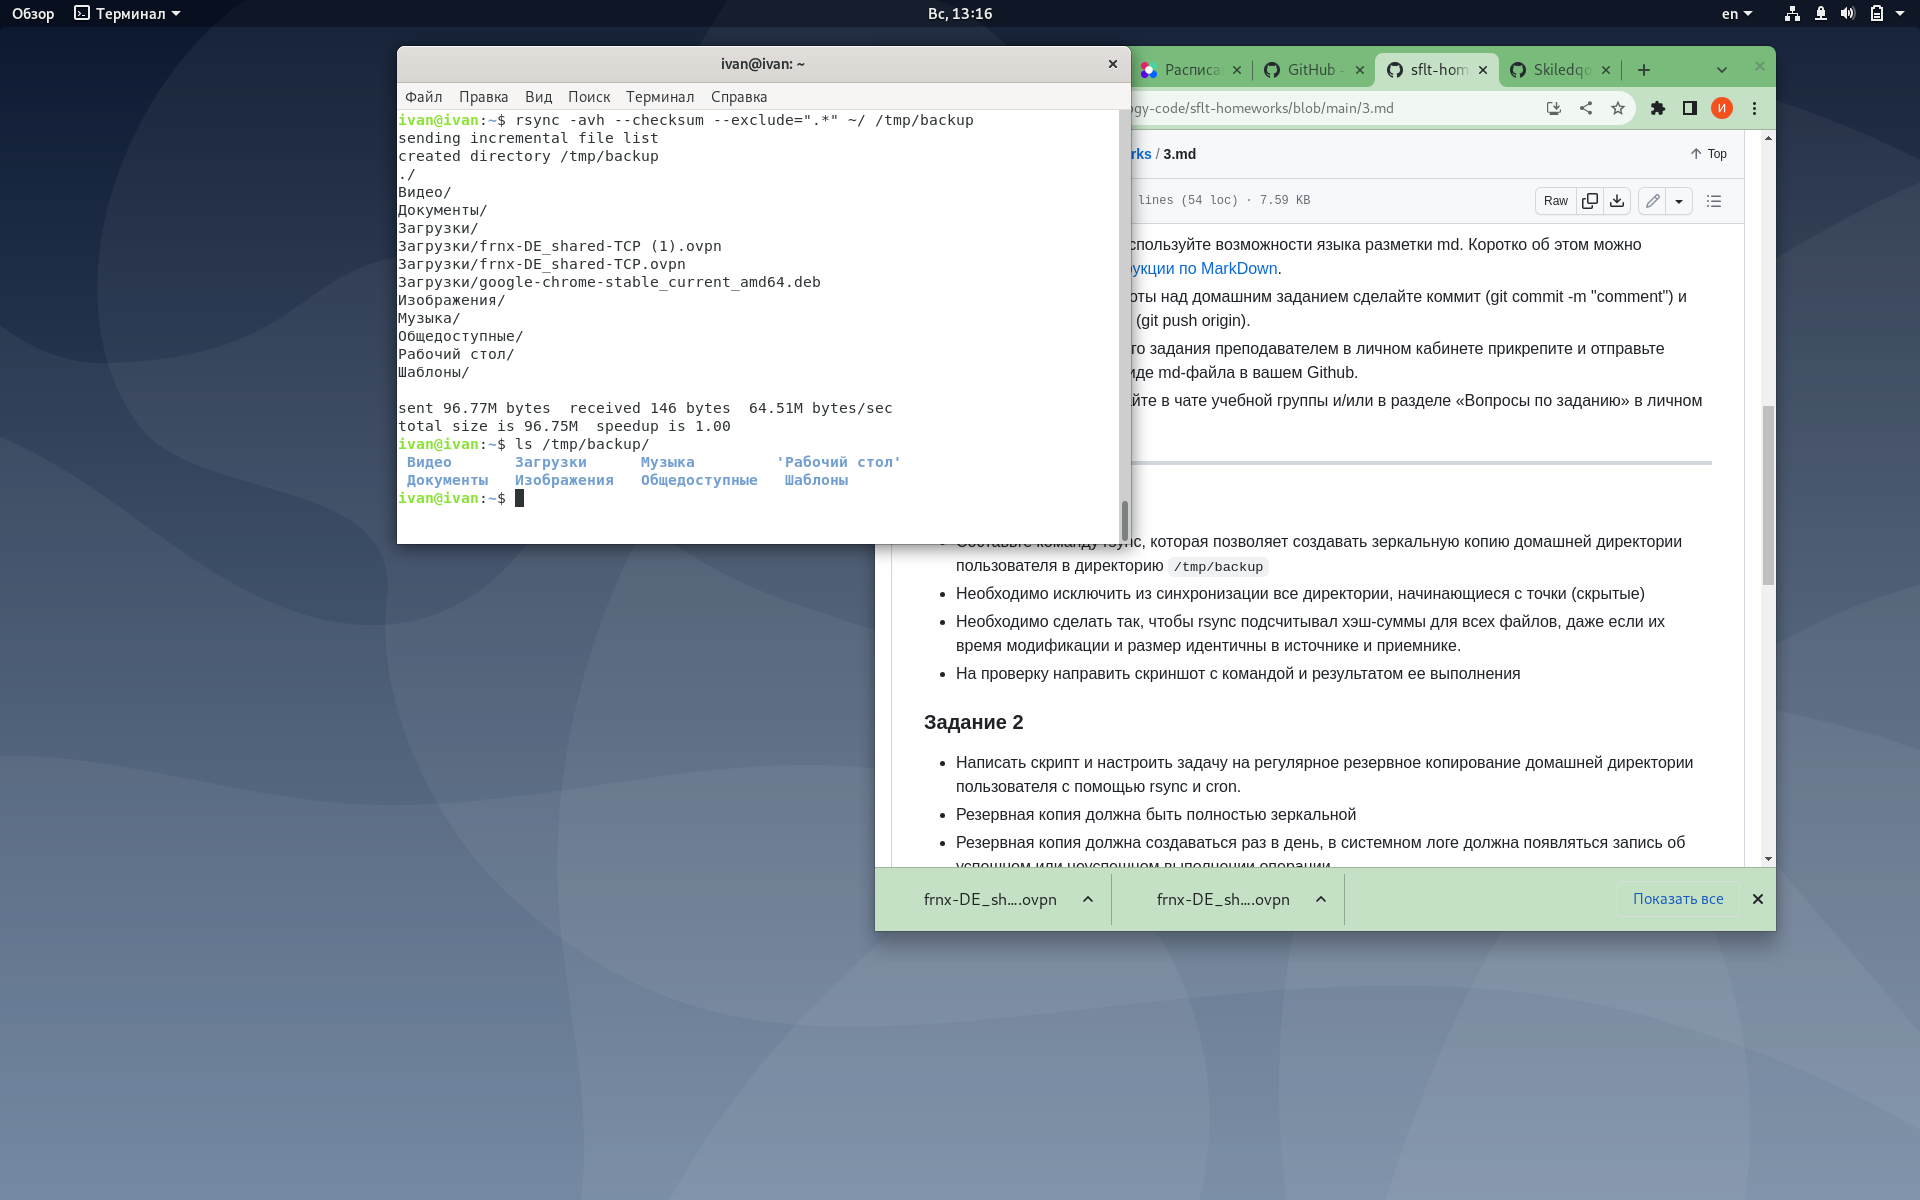 Обзор
Терминал
Вс, 13:16
en
ivan@ivan: ~
Файл Правка Вид Поиск Терминал Справка
ivan@ivan:~$ rsync -avh --checksum --exclude=".*" ~/ /tmp/backup
sending incremental file list
created directory /tmp/backup
./
Видео/
Документы/
Загрузки/
Загрузки/frnx-DE_shared-TCP (1).ovpn
Загрузки/frnx-DE_shared-TCP.ovpn
Загрузки/google-chrome-stable_current_amd64.deb
Изображения/
Музыка/
Общедоступные/
Рабочий стол/
Шаблоны/
sent 96.77M bytes  received 146 bytes  64.51M bytes/sec
total size is 96.75M  speedup is 1.00
ivan@ivan:~$ ls /tmp/backup/
Видео Загрузки Музыка 'Рабочий стол'
Документы Изображения Общедоступные Шаблоны
ivan@ivan:~$
Расписа GitHub - sflt-hom Skiledqo
gy-code/sflt-homeworks/blob/main/3.md
И
rks / 3.md
Top
lines (54 loc) · 7.59 KB
Raw
спользуйте возможности языка разметки md. Коротко об этом можно
рукции по MarkDown.
оты над домашним заданием сделайте коммит (git commit -m "comment") и
(git push origin).
го задания преподавателем в личном кабинете прикрепите и отправьте
иде md-файла в вашем Github.
айте в чате учебной группы и/или в разделе «Вопросы по заданию» в личном
Составьте команду rsync, которая позволяет создавать зеркальную копию домашней директории
пользователя в директорию /tmp/backup
Необходимо исключить из синхронизации все директории, начинающиеся с точки (скрытые)
Необходимо сделать так, чтобы rsync подсчитывал хэш-суммы для всех файлов, даже если их
время модификации и размер идентичны в источнике и приемнике.
На проверку направить скриншот с командой и результатом ее выполнения
Задание 2
Написать скрипт и настроить задачу на регулярное резервное копирование домашней директории
пользователя с помощью rsync и cron.
Резервная копия должна быть полностью зеркальной
Резервная копия должна создаваться раз в день, в системном логе должна появляться запись об
успешном или неуспешном выполнении операции
frnx-DE_sh....ovpn
frnx-DE_sh....ovpn
Показать все